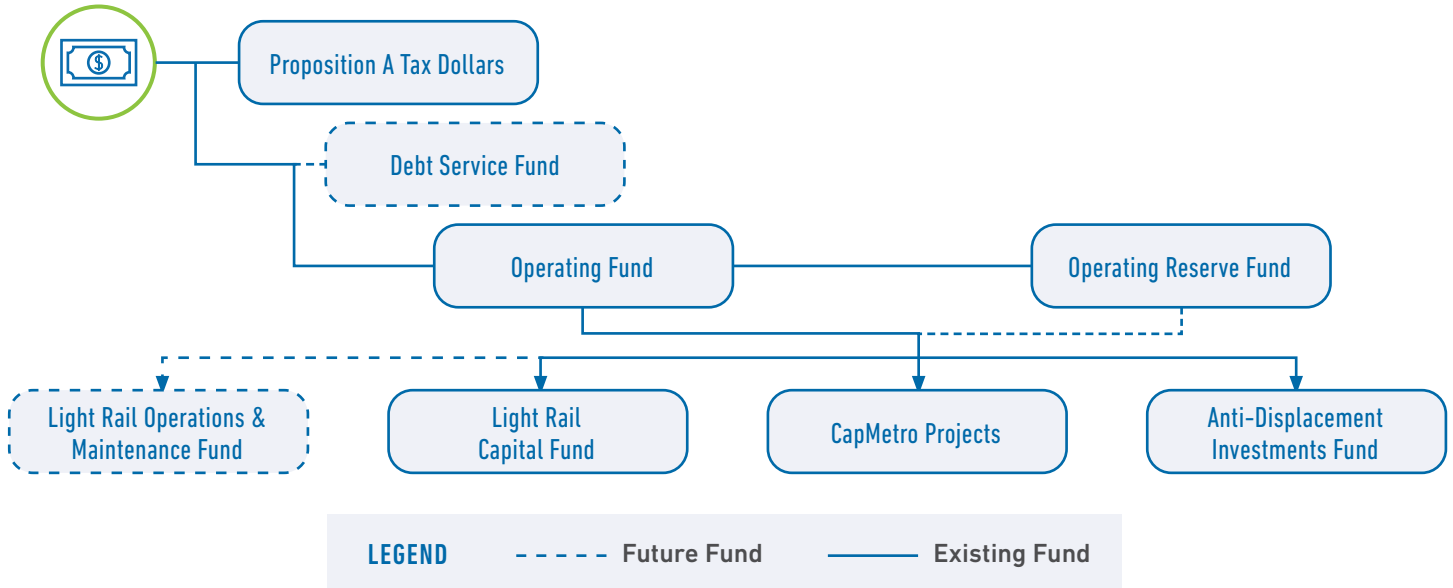 $
Proposition A Tax Dollars
Debt Service Fund
Operating Fund
Operating Reserve Fund
Light Rail Operations &
Maintenance Fund
Light Rail
Capital Fund
CapMetro Projects
Anti-Displacement
Investments Fund
LEGEND
Future Fund
Existing Fund